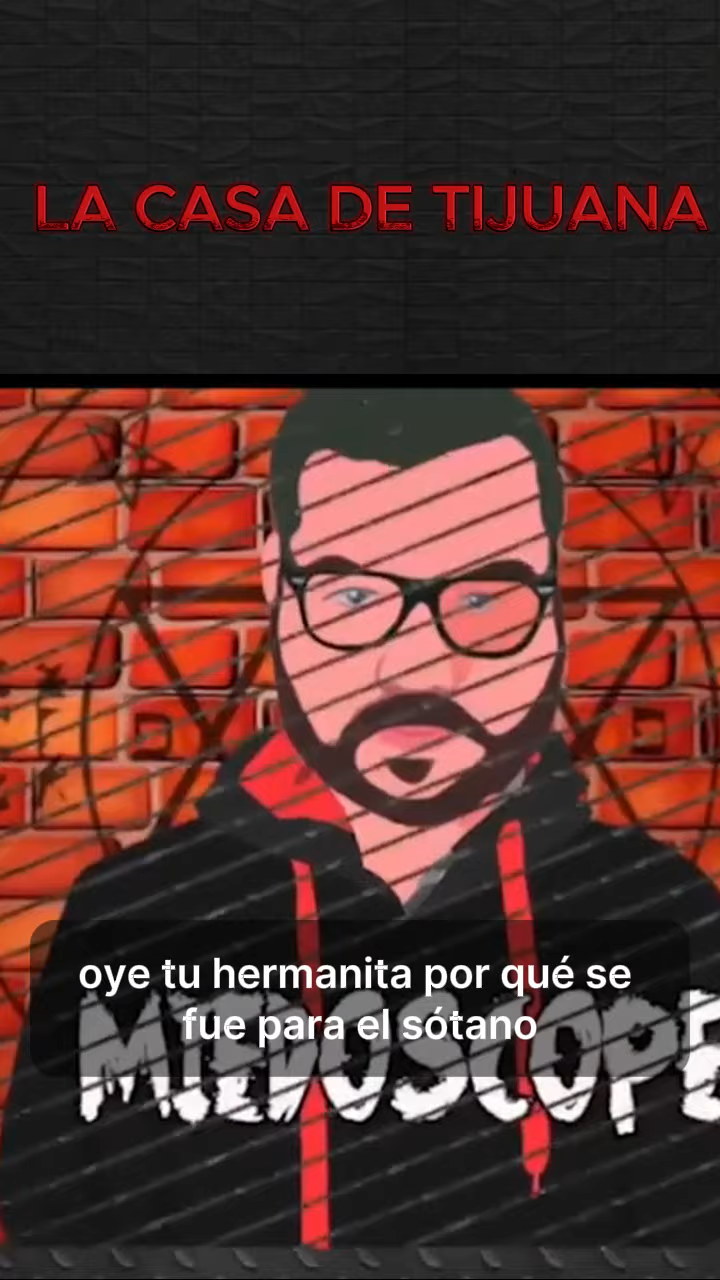 LA CASA DE TIJUANA
oye tu hermanita por qué se
fue para el sótano
MIEDOSCOPE